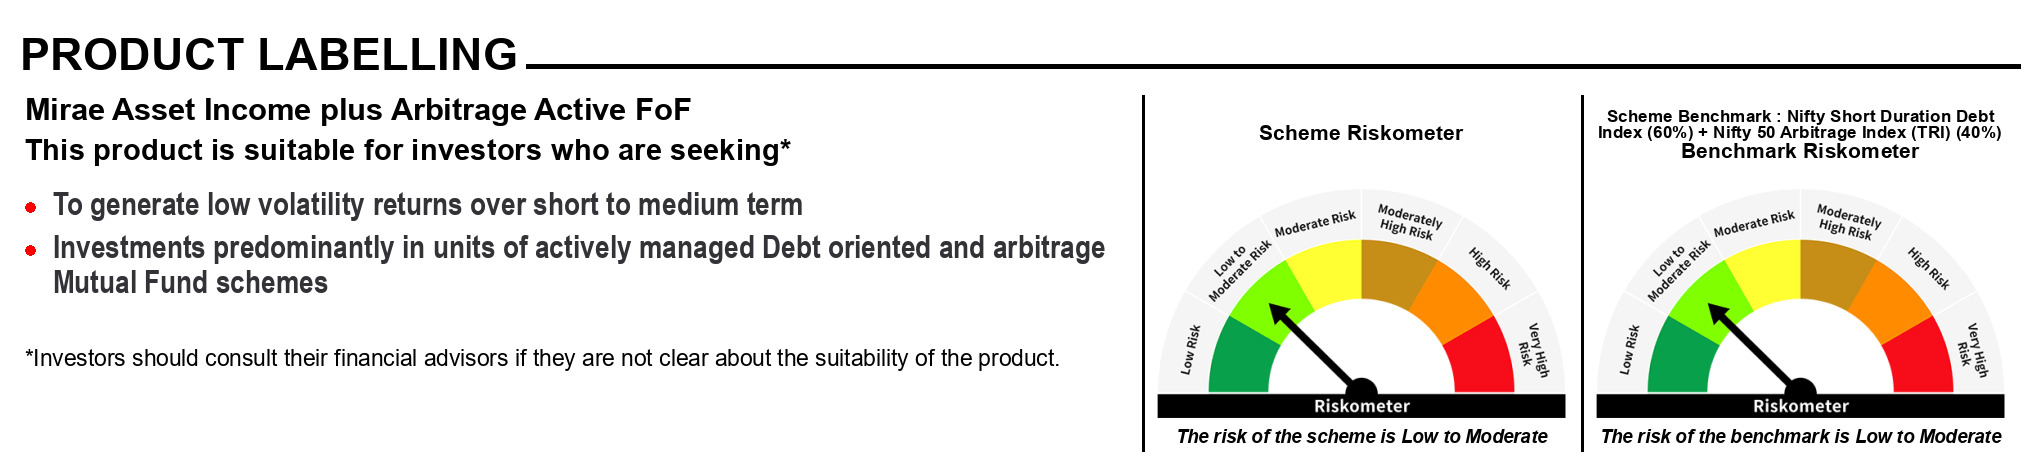 PRODUCT LABELLING
Mirae Asset Income plus Arbitrage Active FoF
This product is suitable for investors who are seeking*
• To generate low volatility returns over short to medium term
• Investments predominantly in units of actively managed Debt oriented and arbitrage
Mutual Fund schemes
*Investors should consult their financial advisors if they are not clear about the suitability of the product.
Scheme Riskometer
Low Risk
Low to
Moderate Risk
Moderate Risk
Moderately
High Risk
High Risk
Very High
Risk
Riskometer
The risk of the scheme is Low to Moderate
Scheme Benchmark : Nifty Short Duration Debt
Index (60%) + Nifty 50 Arbitrage Index (TRI) (40%)
Benchmark Riskometer
Low Risk
Low to
Moderate Risk
Moderate Risk
Moderately
High Risk
High Risk
Very High
Risk
Riskometer
The risk of the benchmark is Low to Moderate